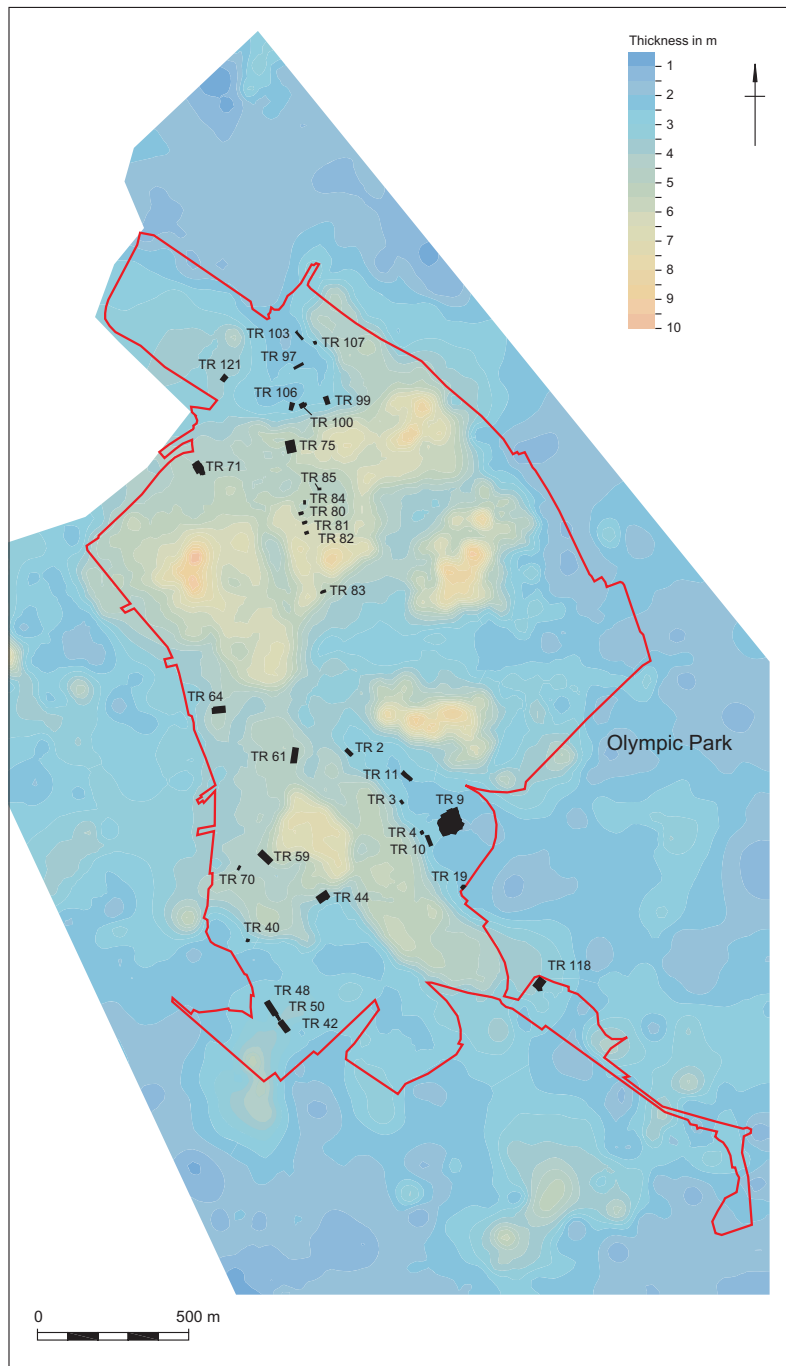 Thickness in m
1
2
3
4
5
6
7
8
9
10
TR 103
TR 107
TR 97
TR 121
TR 106
TR 99
TR 100
TR 75
TR 71
TR 85
TR 84
TR 80
TR 81
TR 82
TR 83
TR 64
TR 2
Olympic Park
TR 61
TR 11
TR 3
TR 9
TR 4
TR 10
TR 59
TR 70
TR 19
TR 44
TR 40
TR 118
TR 48
TR 50
TR 42
0 500 m